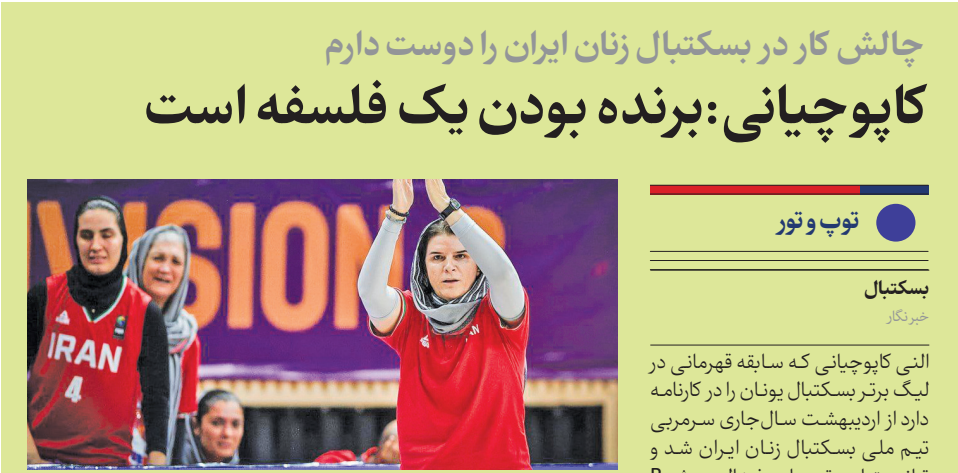 چالش کار در بسکتبال زنان ایران را دوست دارم
کاپوچیانی:برنده بودن یک فلسفه است
توپ و تور
بسکتبال
خبرنگار
النی کاپوچیانی که سابقه قهرمانی در
لیگ برتر بسکتبال یونان را در کارنامه
دارد از اردیبهشت سال‌جاری سرمربی
تیم ملی بسکتبال زنان ایران شد و
VISION
IRAN
4